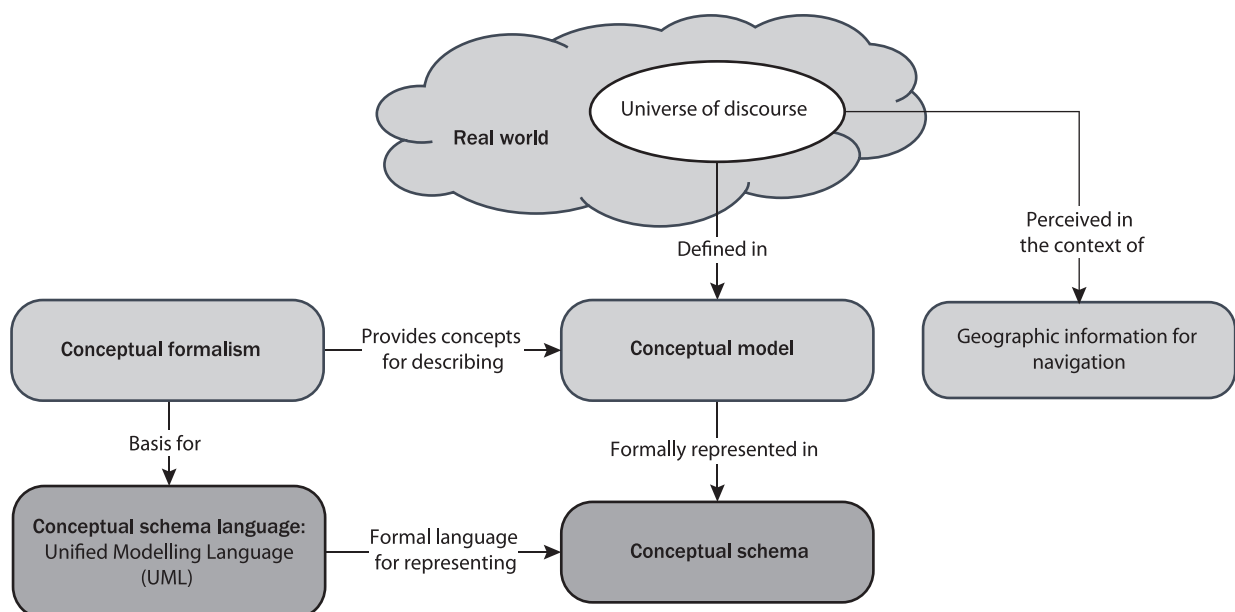 Universe of discourse
Real world
Perceived in
the context of
Defined in
Conceptual formalism
Provides concepts
for describing
Conceptual model
Geographic information for
navigation
Basis for
Formally represented in
Conceptual schema language:
Unified Modelling Language
(UML)
Formal language
for representing
Conceptual schema